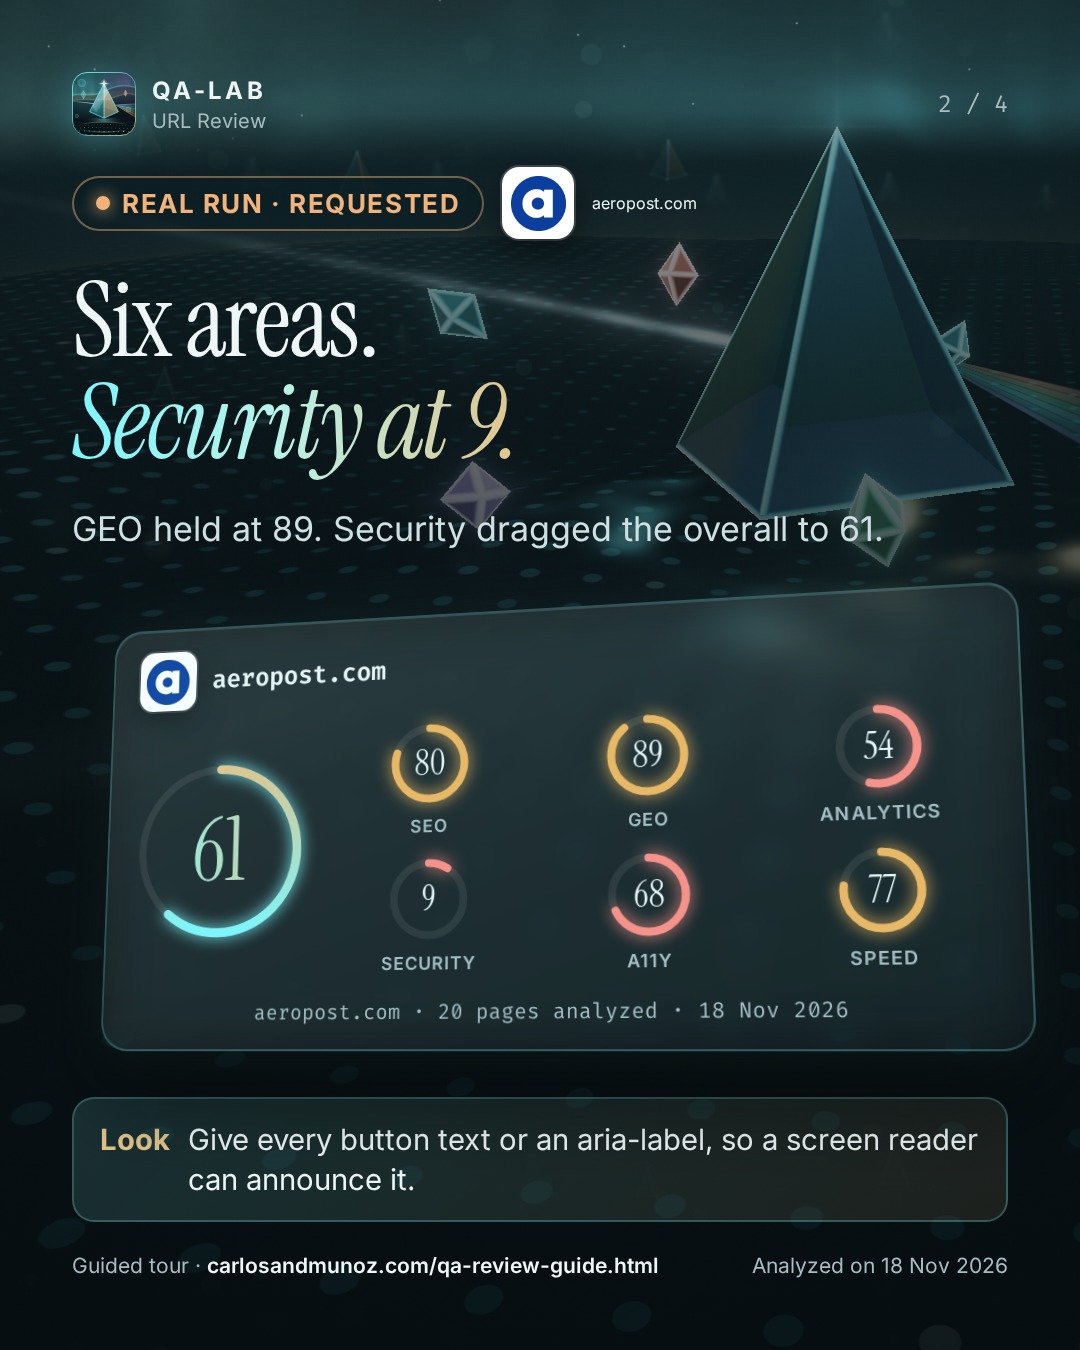 QA-LAB
URL Review
2 / 4
REAL RUN · REQUESTED
a
aeropost.com
Six areas.
Security at 9.
GEO held at 89. Security dragged the overall to 61.
a
aeropost.com
61
80
SEO
89
GEO
54
ANALYTICS
9
SECURITY
68
A11Y
77
SPEED
aeropost.com · 20 pages analyzed · 18 Nov 2026
Look Give every button text or an aria-label, so a screen reader
can announce it.
Guided tour · carlosandmunoz.com/qa-review-guide.html
Analyzed on 18 Nov 2026